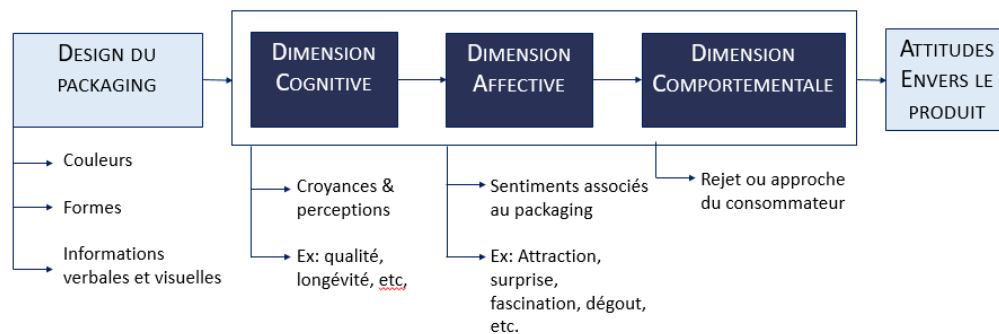 DESIGN DU
PACKAGING
DIMENSION
COGNITIVE
DIMENSION
AFFECTIVE
DIMENSION
COMPORTEMENTALE
ATTITUDES
ENVERS LE
PRODUIT
Couleurs
Formes
Informations
verbales et visuelles
Croyances &
perceptions
Ex: qualité,
longévité, etc,
Sentiments associés
au packaging
Ex: Attraction,
surprise,
fascination, dégout,
etc.
Rejet ou approche
du consommateur